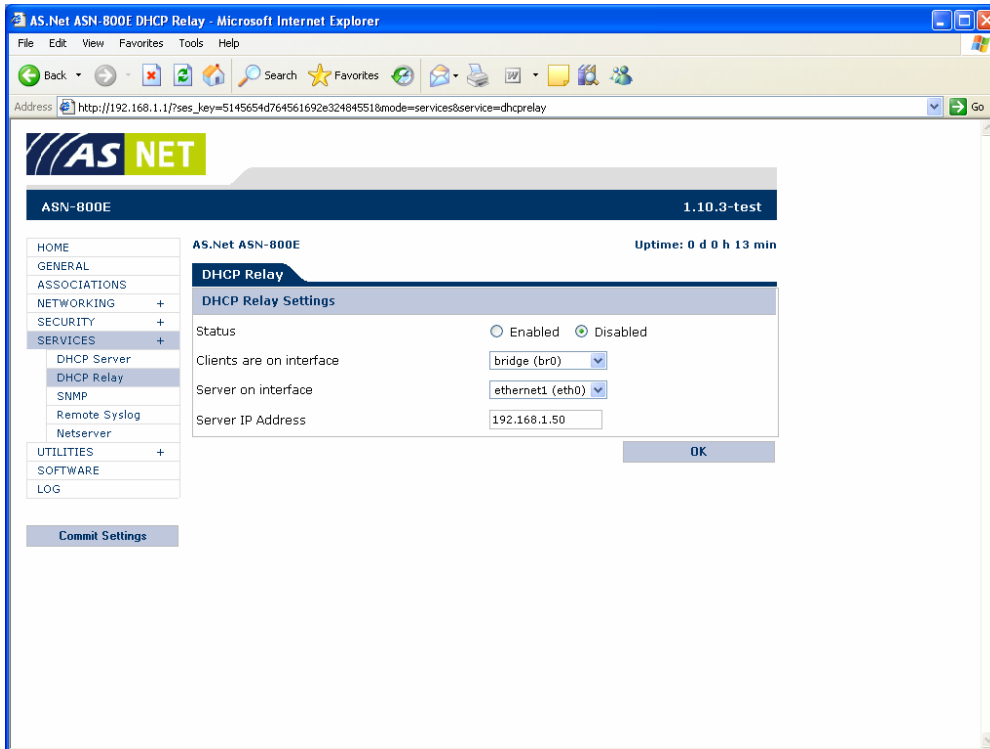 AS.Net ASN-800E DHCP Relay - Microsoft Internet Explorer
File Edit View Favorites Tools Help
Back Search Favorites
Address http://192.168.1.1/?ses_key=5145654d764561692e32484551&mode=services&service=dhcprelay Go
AS NET
ASN-800E 1.10.3-test
AS.Net ASN-800E Uptime: 0 d 0 h 13 min
HOME
GENERAL
ASSOCIATIONS
NETWORKING +
SECURITY +
SERVICES +
DHCP Server
DHCP Relay
SNMP
Remote Syslog
Netserver
UTILITIES +
SOFTWARE
LOG
Commit Settings
DHCP Relay
DHCP Relay Settings
Status Enabled Disabled
Clients are on interface bridge (br0)
Server on interface ethernet1 (eth0)
Server IP Address 192.168.1.50
OK